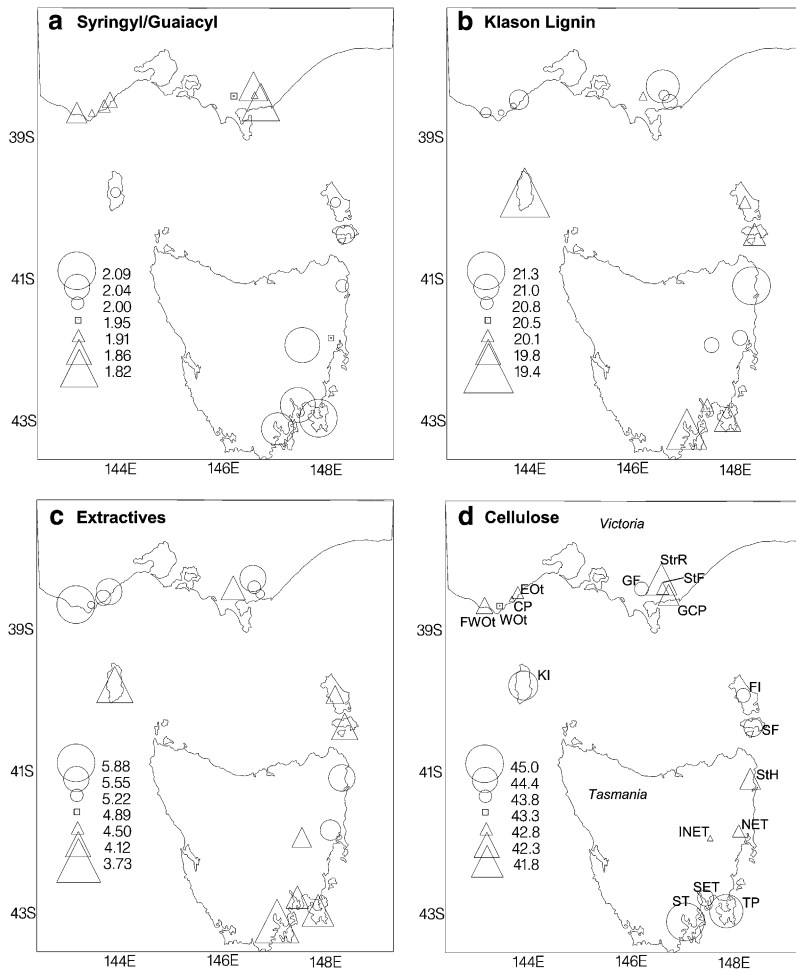 a Syringyl/Guaiacyl
39S
41S
43S
2.09
2.04
2.00
1.95
1.91
1.86
1.82
144E 146E 148E
b Klason Lignin
39S
41S
43S
21.3
21.0
20.8
20.5
20.1
19.8
19.4
144E 146E 148E
c Extractives
39S
41S
43S
5.88
5.55
5.22
4.89
4.50
4.12
3.73
144E 146E 148E
d Cellulose
Victoria
StrR
GF StF
EOt
CP GCP
FWOt WOt
39S
KI FI
SF
41S
StH
45.0
44.4
43.8
43.3
42.8
42.3
41.8
Tasmania
INET NET
SET
ST TP
43S
144E 146E 148E